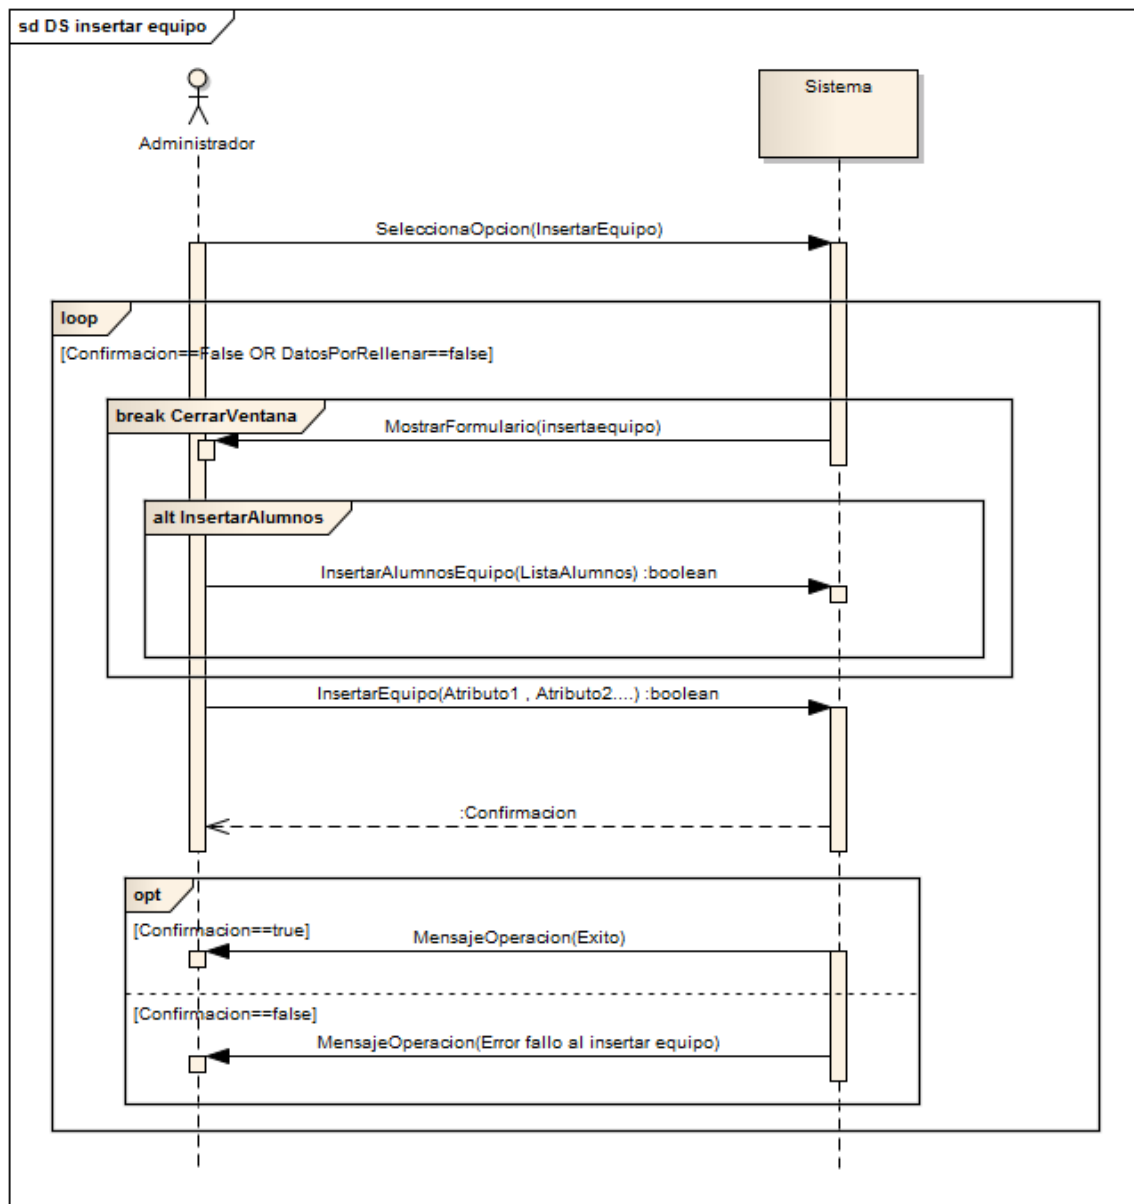 sd DS insertar equipo
Sistema
Administrador
SeleccionaOpcion(InsertarEquipo)
loop
[Confirmacion==False OR DatosPorRellenar==false]
break CerrarVentana
MostrarFormulario(insertaequipo)
alt InsertarAlumnos
InsertarAlumnosEquipo(ListaAlumnos) :boolean
InsertarEquipo(Atributo1 , Atributo2....) :boolean
:Confirmacion
opt
[Confirmacion==true]
MensajeOperacion(Exito)
[Confirmacion==false]
MensajeOperacion(Error fallo al insertar equipo)